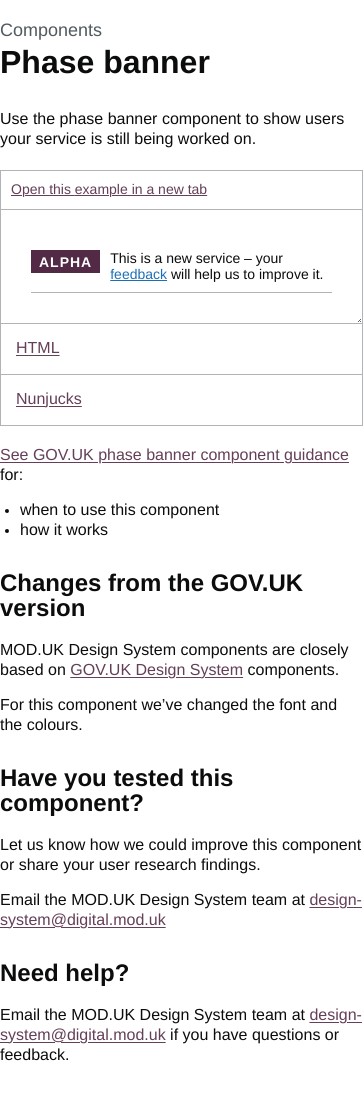 Components
Phase banner
Use the phase banner component to show users
your service is still being worked on.
Open this example in a new tab
ALPHA
This is a new service – your
feedback will help us to improve it.
HTML
Nunjucks
See GOV.UK phase banner component guidance
for:
• when to use this component
• how it works
Changes from the GOV.UK
version
MOD.UK Design System components are closely
based on GOV.UK Design System components.
For this component we’ve changed the font and
the colours.
Have you tested this
component?
Let us know how we could improve this component
or share your user research findings.
Email the MOD.UK Design System team at design-
system@digital.mod.uk
Need help?
Email the MOD.UK Design System team at design-
system@digital.mod.uk if you have questions or
feedback.